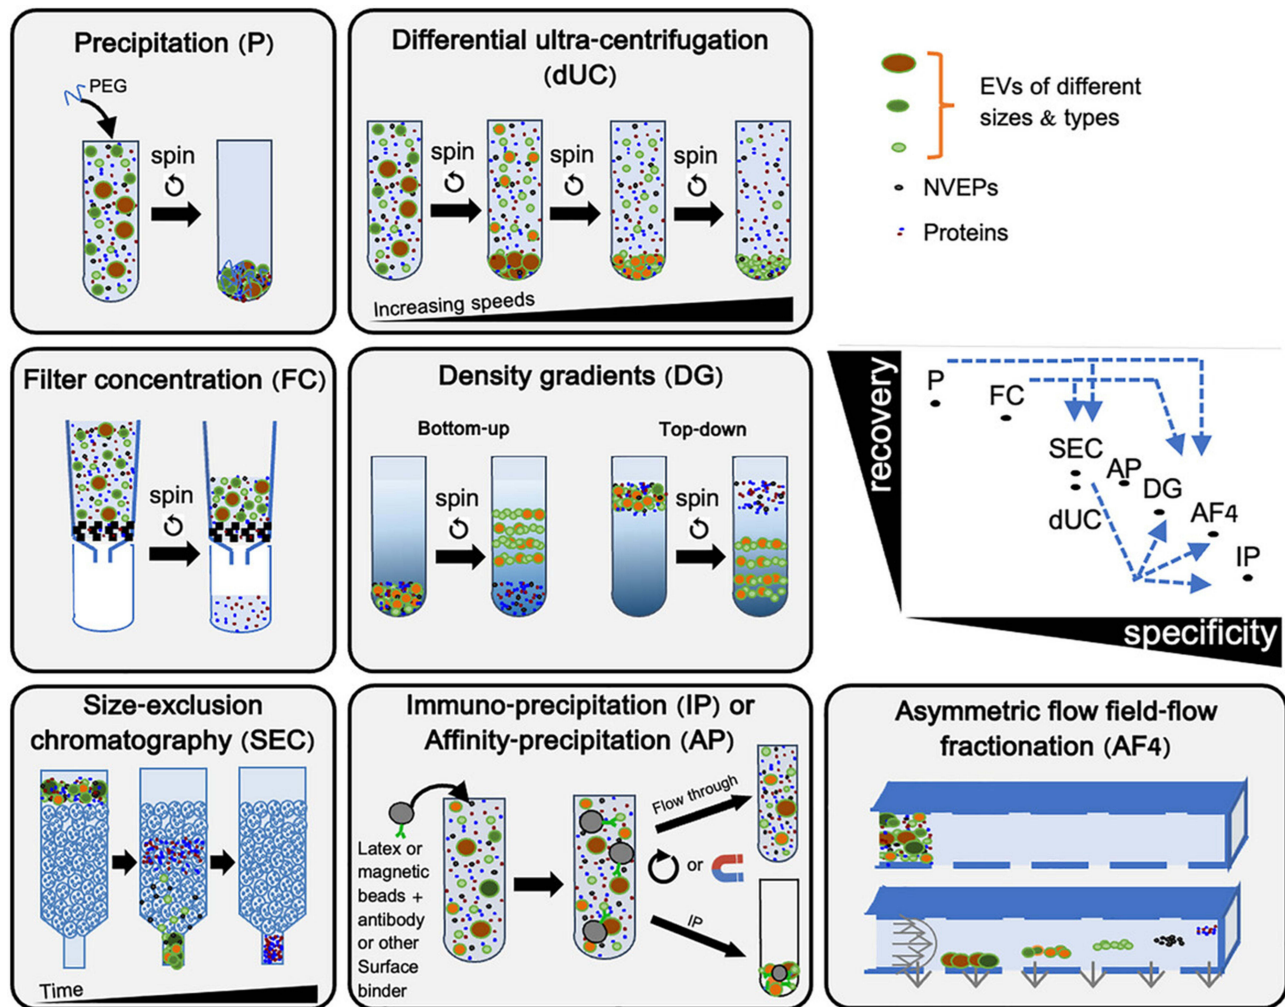 Precipitation (P)
PEG
spin
Differential ultra-centrifugation
(dUC)
spin
spin
spin
Increasing speeds
EVs of different
sizes & types
NVEPs
Proteins
Filter concentration (FC)
spin
Density gradients (DG)
Bottom-up
Top-down
spin
spin
recovery
P
FC
SEC
AP
DG
dUC
AF4
IP
specificity
Size-exclusion
chromatography (SEC)
Time
Immuno-precipitation (IP) or
Affinity-precipitation (AP)
Latex or
magnetic
beads +
antibody
or other
Surface
binder
Flow through
or
IP
Asymmetric flow field-flow
fractionation (AF4)